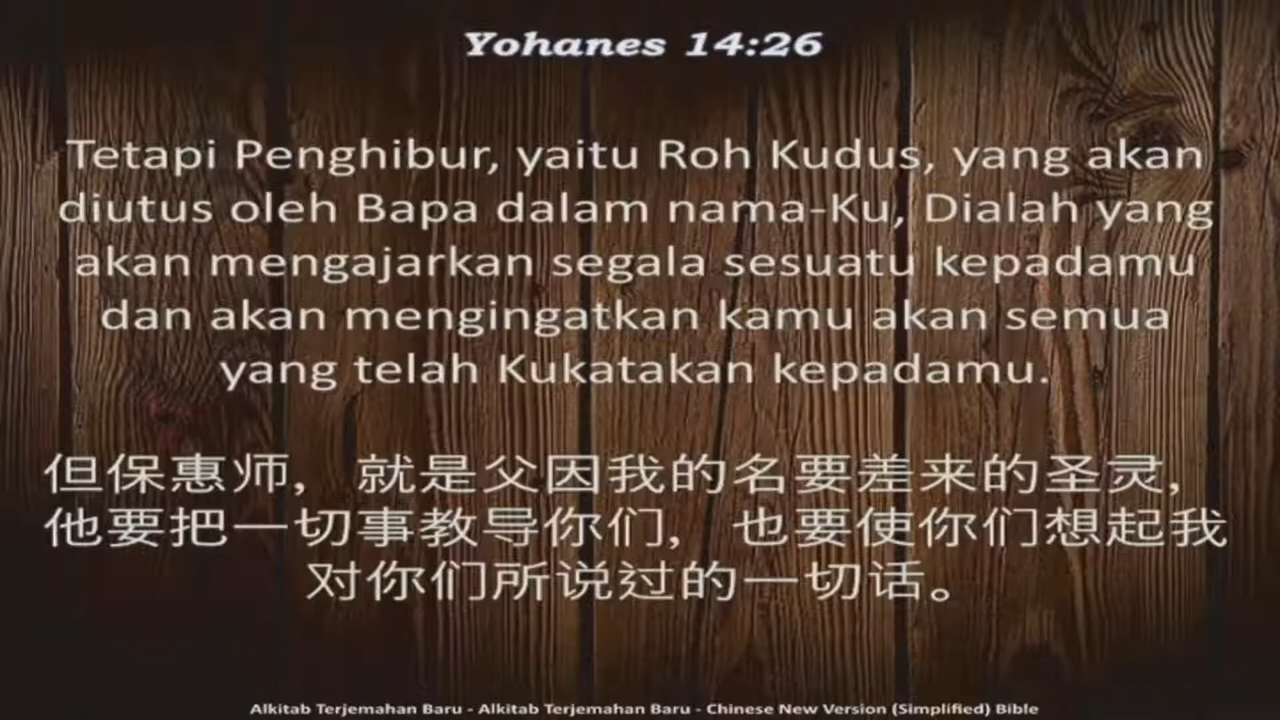 Yohanes 14:26
Tetapi Penghibur, yaitu Roh Kudus, yang akan
diutus oleh Bapa dalam nama-Ku, Dialah yang
akan mengajarkan segala sesuatu kepadamu
dan akan mengingatkan kamu akan semua
yang telah Kukatakan kepadamu.
但保惠师，就是父因我的名要差来的圣灵，
他要把一切事教导你们，也要使你们想起我
对你们所说过的一切话。
Alkitab Terjemahan Baru - Alkitab Terjemahan Baru - Chinese New Version (Simplified) Bible